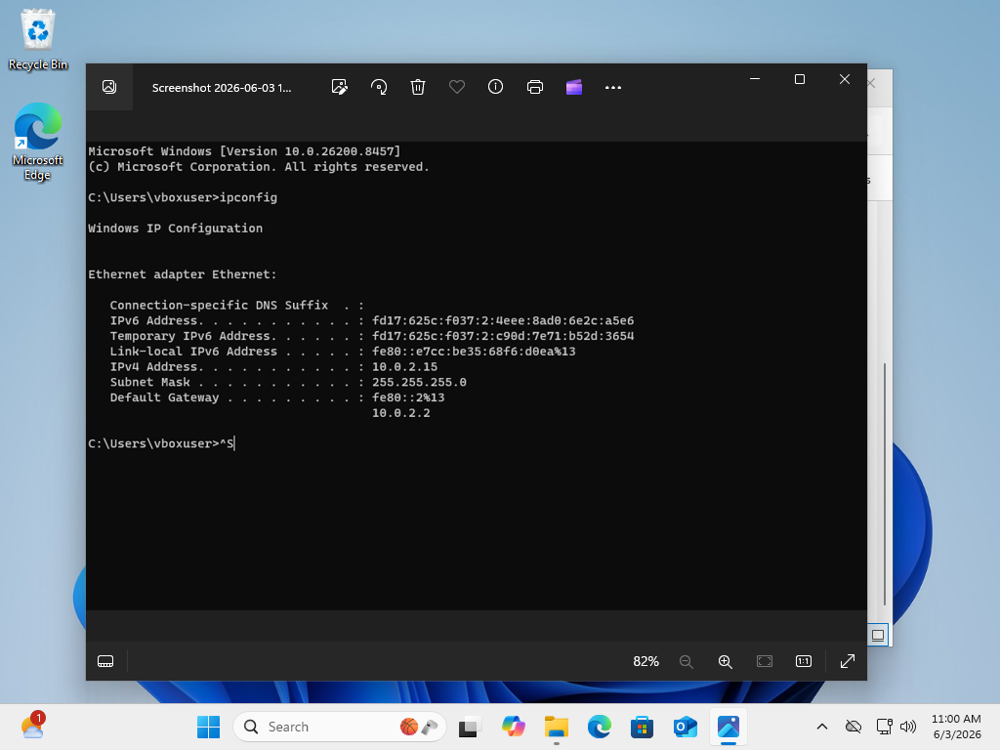 Recycle Bin
Microsoft
Edge
Screenshot 2026-06-03 1...
Microsoft Windows [Version 10.0.26200.8457]
(c) Microsoft Corporation. All rights reserved.
C:\Users\vboxuser>ipconfig
Windows IP Configuration
Ethernet adapter Ethernet:
Connection-specific DNS Suffix  . :
IPv6 Address. . . . . . . . . . . : fd17:625c:f037:2:4eee:8ad0:6e2c:a5e6
Temporary IPv6 Address. . . . . . : fd17:625c:f037:2:c90d:7e71:b52d:3654
Link-local IPv6 Address . . . . . : fe80::e7cc:be35:68f6:d0ea%13
IPv4 Address. . . . . . . . . . . : 10.0.2.15
Subnet Mask . . . . . . . . . . . : 255.255.255.0
Default Gateway . . . . . . . . . : fe80::2%13
10.0.2.2
C:\Users\vboxuser>^S
s
82%
1:1
1
Search
11:00 AM
6/3/2026